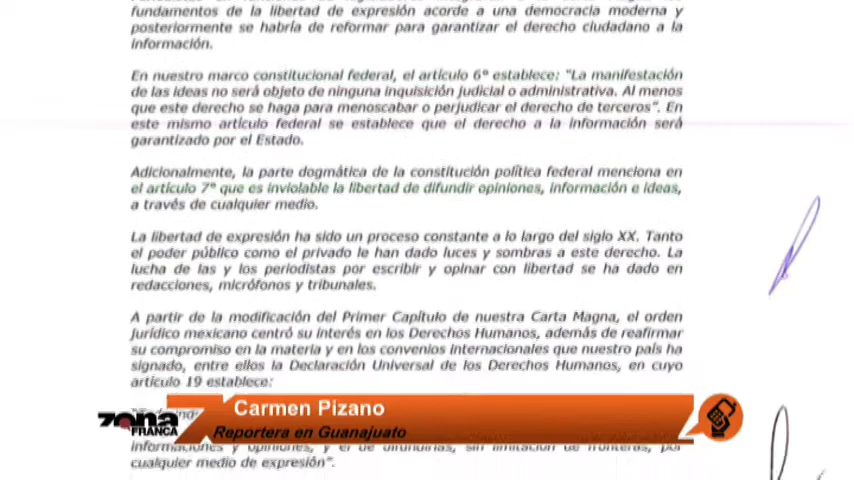 fundamentos de la libertad de expresión acorde a una democracia moderna y
posteriormente se habría de reformar para garantizar el derecho ciudadano a la
información.
En nuestro marco constitucional federal, el artículo 6° establece: "La manifestación
de las ideas no será objeto de ninguna inquisición judicial o administrativa. Al menos
que este derecho se haga para menoscabar o perjudicar el derecho de terceros". En
este mismo artículo federal se establece que el derecho a la información será
garantizado por el Estado.
Adicionalmente, la parte dogmática de la constitución política federal menciona en
el artículo 7° que es inviolable la libertad de difundir opiniones, información e ideas,
a través de cualquier medio.
La libertad de expresión ha sido un proceso constante a lo largo del siglo XX. Tanto
el poder público como el privado le han dado luces y sombras a este derecho. La
lucha de las y los periodistas por escribir y opinar con libertad se ha dado en
redacciones, micrófonos y tribunales.
A partir de la modificación del Primer Capítulo de nuestra Carta Magna, el orden
jurídico mexicano centró su interés en los Derechos Humanos, además de reafirmar
su compromiso en la materia y en los convenios internacionales que nuestro país ha
signado, entre ellos la Declaración Universal de los Derechos Humanos, en cuyo
artículo 19 establece:
Carmen Pizano
zona
FRANCA
Reportera en Guanajuato
informaciones y opiniones, y el de difundirlas, sin limitación de fronteras, por
cualquier medio de expresión".